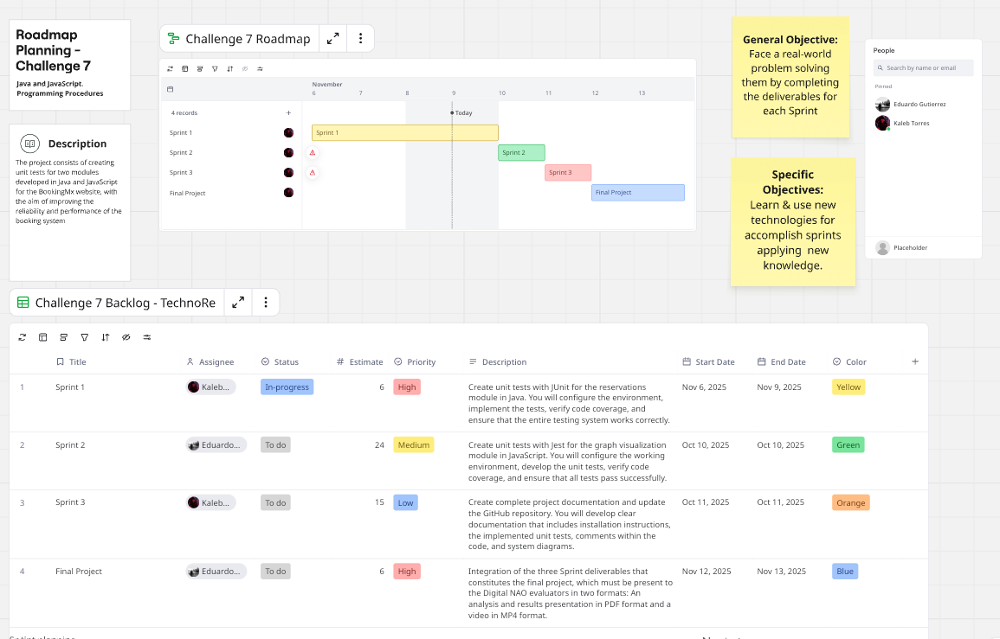 Roadmap
Planning –
Challenge 7
Java and JavaScript.
Programming Procedures
Description
The project consists of creating
unit tests for two modules
developed in Java and JavaScript
for the BookingMx website, with
the aim of improving the
reliability and performance of the
booking system
Challenge 7 Roadmap
November
6 7 8 9 10 11 12 13
4 records +
Today
Sprint 1 Sprint 1
Sprint 2 Sprint 2
Sprint 3 Sprint 3
Final Project Final Project
General Objective:
Face a real-world
problem solving
them by completing
the deliverables for
each Sprint
Specific
Objectives:
Learn & use new
technologies for
accomplish sprints
applying new
knowledge.
People
Search by name or email
Pinned
Eduardo Gutierrez
Kaleb Torres
Placeholder
Challenge 7 Backlog - TechnoRe
Title Assignee Status # Estimate Priority Description Start Date End Date Color +
1 Sprint 1 Kaleb... In-progress 6 High Create unit tests with JUnit for the reservations Nov 6, 2025 Nov 9, 2025 Yellow
module in Java. You will configure the environment,
implement the tests, verify code coverage, and
ensure that the entire testing system works correctly.
2 Sprint 2 Eduardo... To do 24 Medium Create unit tests with Jest for the graph visualization Oct 10, 2025 Oct 10, 2025 Green
module in JavaScript. You will configure the working
environment, develop the unit tests, verify code
coverage, and ensure that all tests pass successfully.
3 Sprint 3 Kaleb... To do 15 Low Create complete project documentation and update Oct 11, 2025 Oct 11, 2025 Orange
the GitHub repository. You will develop clear
documentation that includes installation instructions,
the implemented unit tests, comments within the
code, and system diagrams.
4 Final Project Eduardo... To do 6 High Integration of the three Sprint deliverables that Nov 12, 2025 Nov 13, 2025 Blue
constitutes the final project, which must be present to
the Digital NAO evaluators in two formats: An
analysis and results presentation in PDF format and a
video in MP4 format.